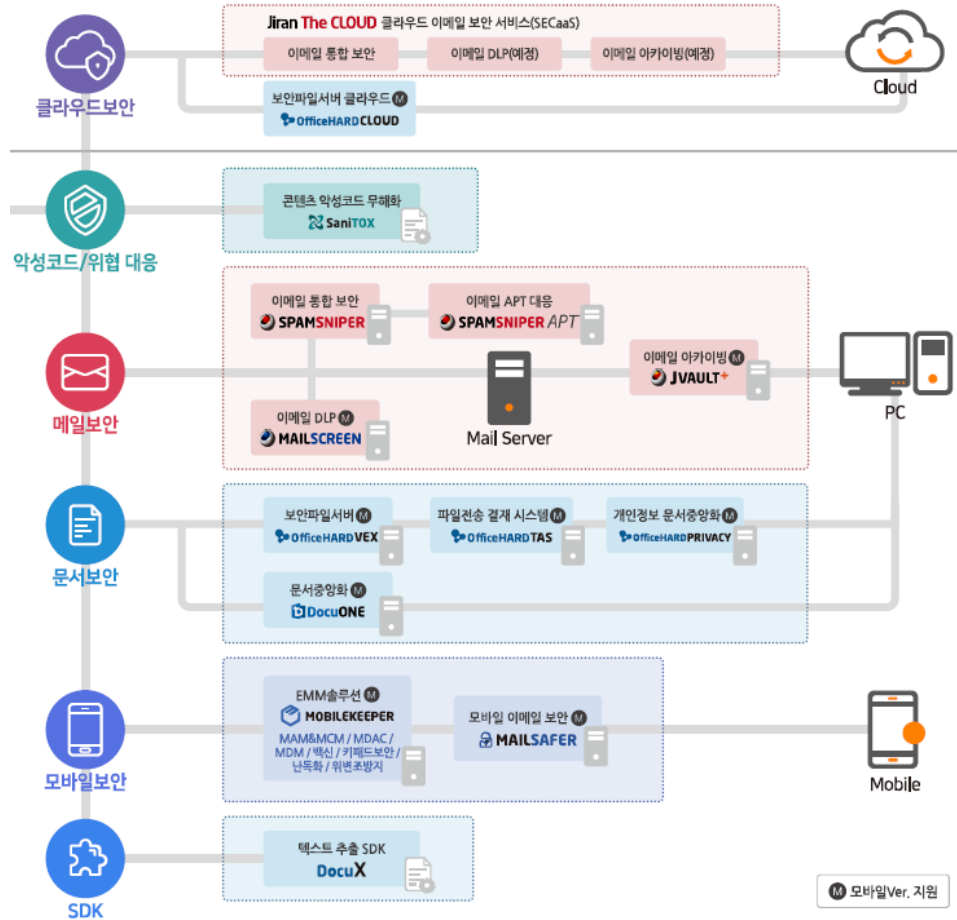 Jiran The CLOUD 클라우드 이메일 보안 서비스(SECaaS)
이메일 통합 보안
이메일 DLP(예정)
이메일 아카이빙(예정)
클라우드보안
보안파일서버 클라우드 M
OfficeHARDCLOUD
Cloud
콘텐츠 악성코드 무해화
SaniTOX
악성코드/위협 대응
이메일 통합 보안
SPAMSNIPER
이메일 APT 대응
SPAMSNIPER APT
이메일 아카이빙 M
JVAULT+
메일보안
이메일 DLP M
MAILSCREEN
Mail Server
PC
보안파일서버 M
OfficeHARDVEX
파일전송 결재 시스템 M
OfficeHARDTAS
개인정보 문서중앙화 M
OfficeHARDPRIVACY
문서보안
문서중앙화 M
DocuONE
EMM솔루션 M
MOBILEKEEPER
MAM&MCM / MDAC /
MDM / 백신 / 키패드보안 /
난독화 / 위변조방지
모바일 이메일 보안 M
MAILSAFER
모바일보안
Mobile
텍스트 추출 SDK
DocuX
SDK
M 모바일Ver. 지원